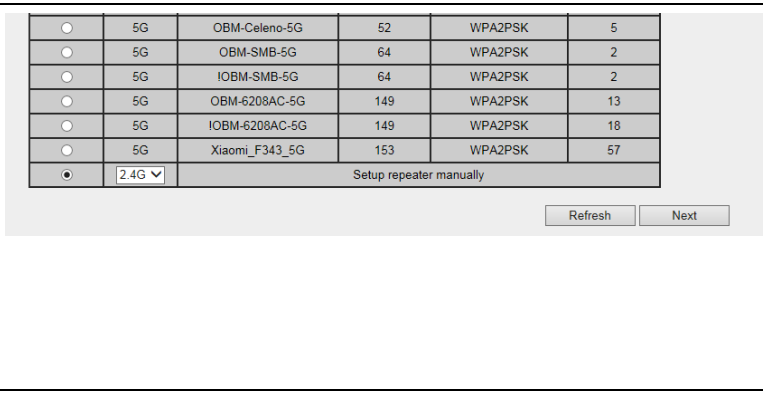 5G OBM-Celeno-5G 52 WPA2PSK 5
5G OBM-SMB-5G 64 WPA2PSK 2
5G !OBM-SMB-5G 64 WPA2PSK 2
5G OBM-6208AC-5G 149 WPA2PSK 13
5G !OBM-6208AC-5G 149 WPA2PSK 18
5G Xiaomi_F343_5G 153 WPA2PSK 57
2.4G Setup repeater manually
Refresh Next